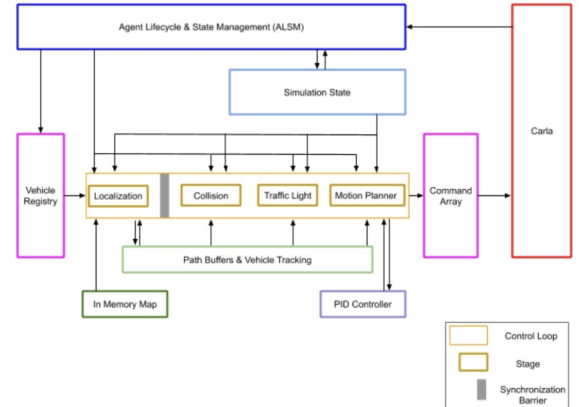 Agent Lifecycle & State Management (ALSM)
Simulation State
Carla
Vehicle
Registry
Localization
Collision
Traffic Light
Motion Planner
Command
Array
Path Buffers & Vehicle Tracking
In Memory Map
PID Controller
Control Loop
Stage
Synchronization
Barrier